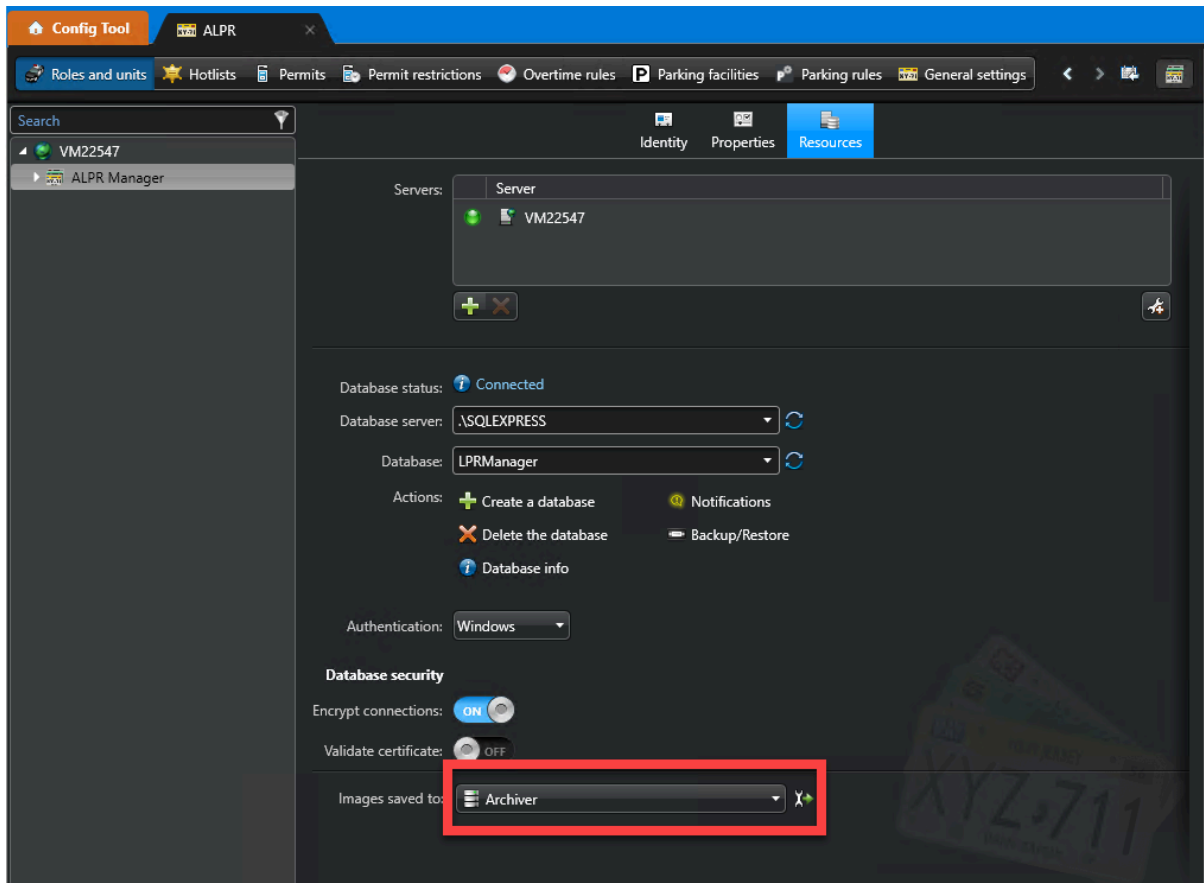 Config Tool ALPR
Roles and units Hotlists Permits Permit restrictions Overtime rules P Parking facilities Parking rules General settings
Search
VM22547
ALPR Manager
Identity Properties Resources
Servers:
Server
VM22547
Database status: Connected
Database server: .\SQLEXPRESS
Database: LPRManager
Actions: Create a database Notifications
Delete the database Backup/Restore
Database info
Authentication: Windows
Database security
Encrypt connections: ON
Validate certificate: OFF
Images saved to: Archiver
XYZ 711